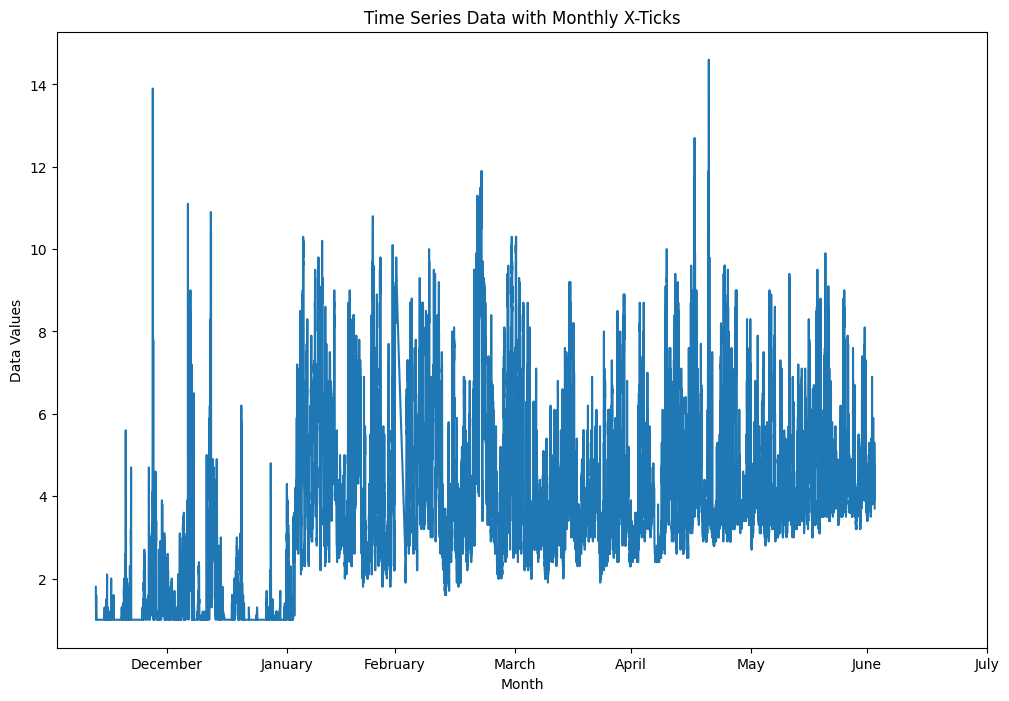 Time Series Data with Monthly X-Ticks
Data Values
14
12
10
8
6
4
2
December January February March April May June July
Month